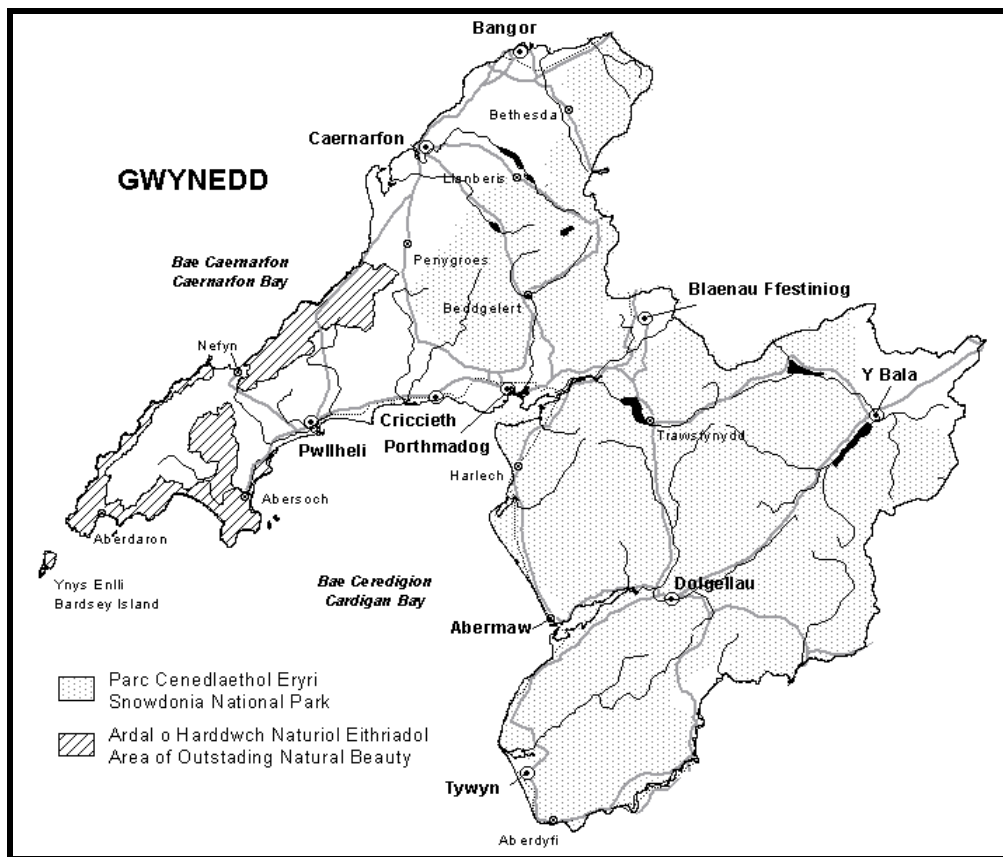 Bangor
Bethesda
Caernarfon
GWYNEDD
Llanberis
Bae Caernarfon
Caernarfon Bay
Penygroes
Beddgelert
Blaenau Ffestiniog
Nefyn
Y Bala
Criccieth
Pwllheli
Porthmadog
Trawsfynydd
Harlech
Abersoch
Aberdaron
Ynys Enlli
Bardsey Island
Bae Ceredigion
Cardigan Bay
Dolgellau
Abermaw
Parc Cenedlaethol Eryri
Snowdonia National Park
Ardal o Harddwch Naturiol Eithriadol
Area of Outstading Natural Beauty
Tywyn
Aberdyfi